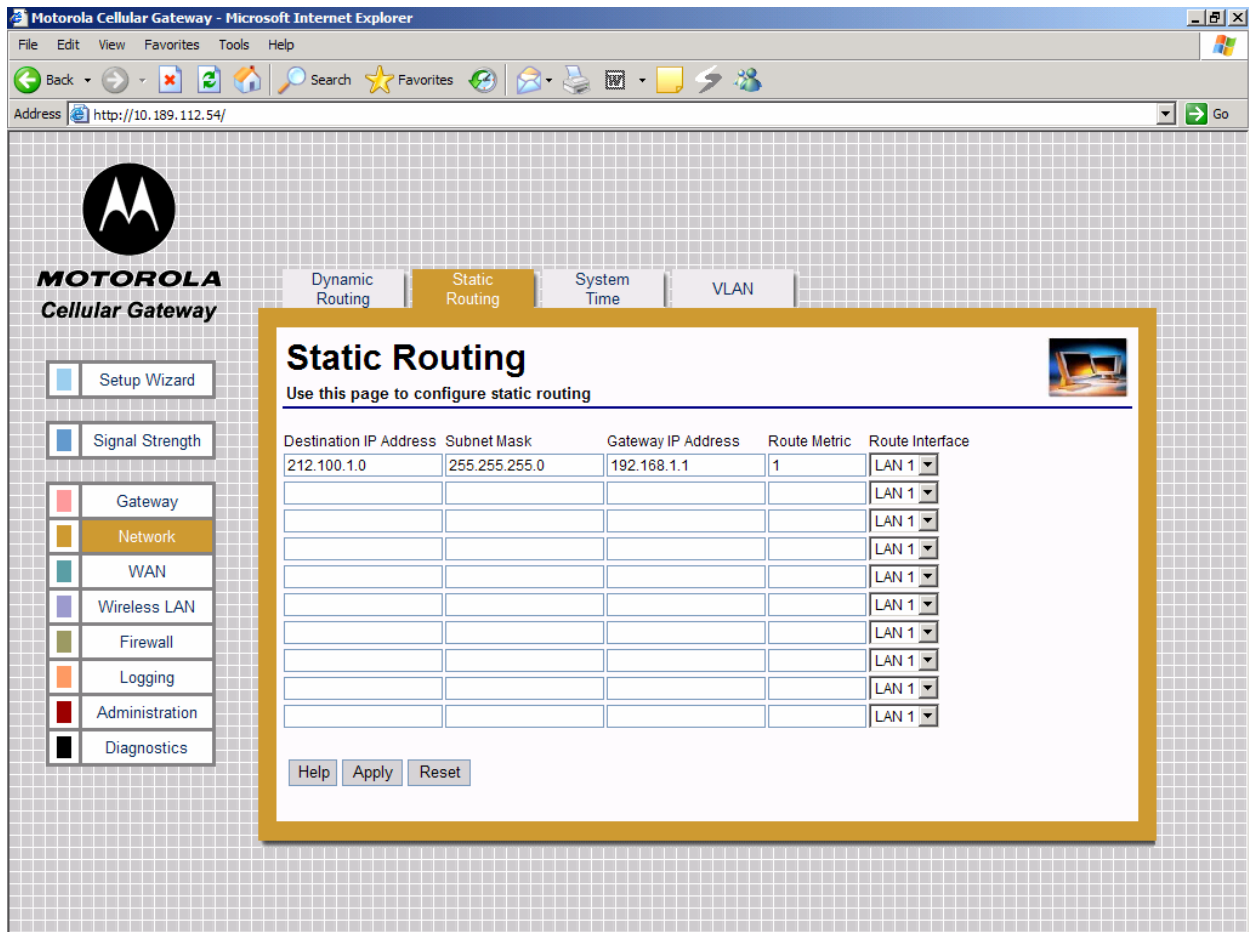 Motorola Cellular Gateway - Microsoft Internet Explorer
File Edit View Favorites Tools Help
Back Search Favorites
Address http://10.189.112.54/ Go
MOTOROLA
Cellular Gateway
Setup Wizard
Signal Strength
Gateway
Network
WAN
Wireless LAN
Firewall
Logging
Administration
Diagnostics
Dynamic Routing Static Routing System Time VLAN
Static Routing
Use this page to configure static routing
Destination IP Address Subnet Mask Gateway IP Address Route Metric Route Interface
212.100.1.0 255.255.255.0 192.168.1.1 1 LAN 1
LAN 1
LAN 1
LAN 1
LAN 1
LAN 1
LAN 1
LAN 1
LAN 1
LAN 1
Help Apply Reset